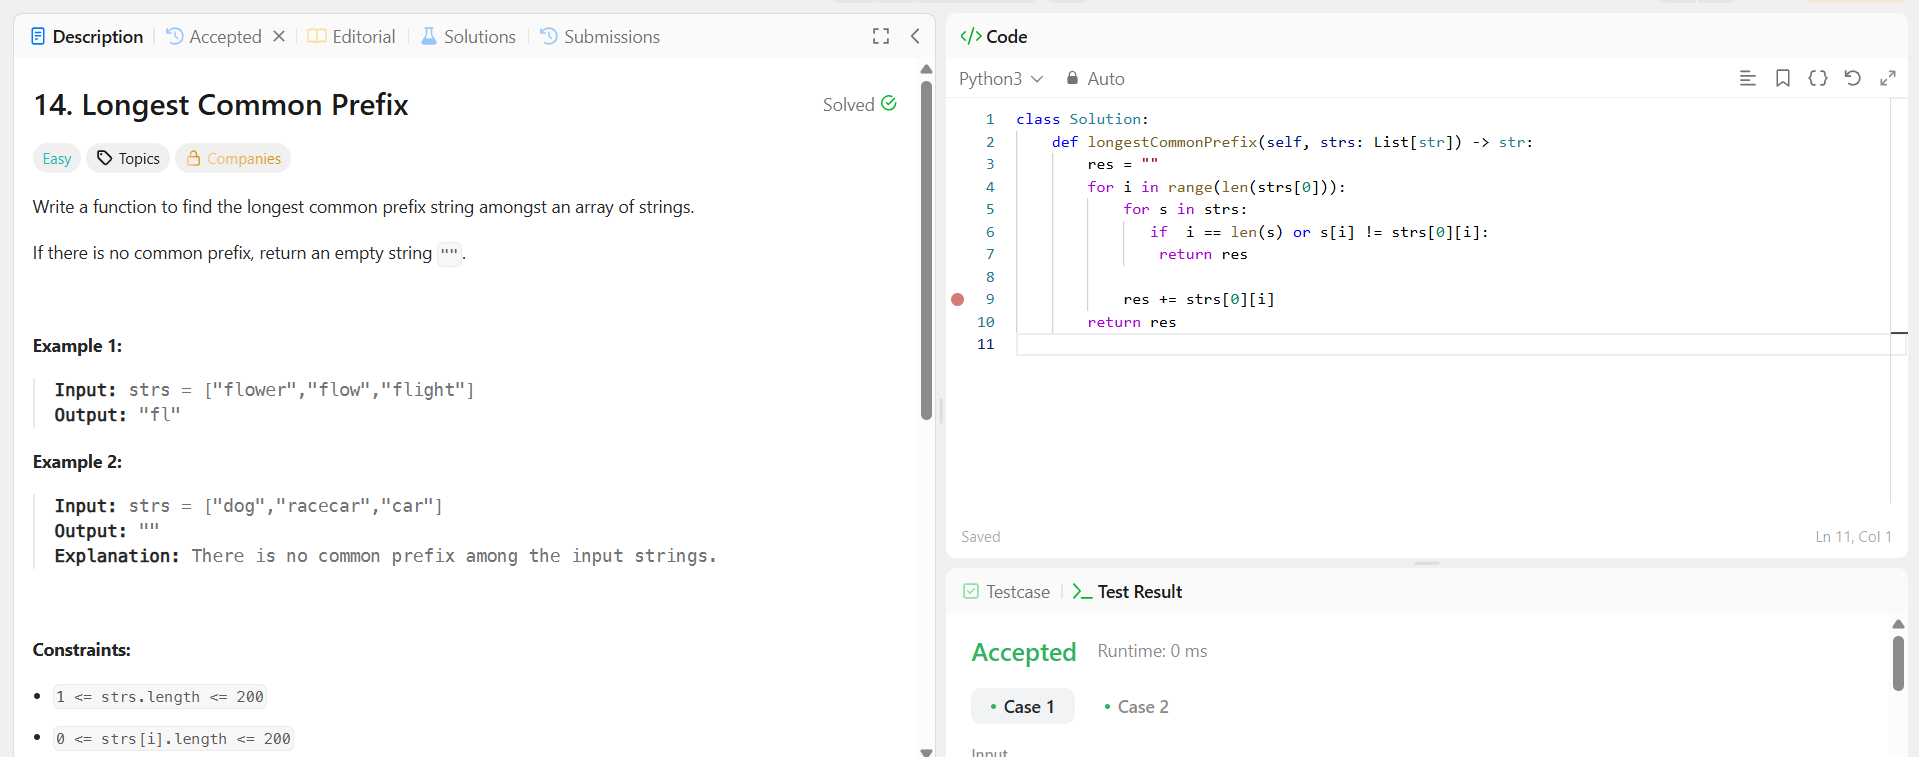 Description
Accepted
Editorial
Solutions
Submissions
14. Longest Common Prefix
Solved
Easy
Topics
Companies
Write a function to find the longest common prefix string amongst an array of strings.
If there is no common prefix, return an empty string "".
Example 1:
Input: strs = ["flower","flow","flight"]
Output: "fl"
Example 2:
Input: strs = ["dog","racecar","car"]
Output: ""
Explanation: There is no common prefix among the input strings.
Constraints:
• 1 <= strs.length <= 200
• 0 <= strs[i].length <= 200
</> Code
Python3
Auto
1 class Solution:
2     def longestCommonPrefix(self, strs: List[str]) -> str:
3         res = ""
4         for i in range(len(strs[0])):
5             for s in strs:
6                if  i == len(s) or s[i] != strs[0][i]:
7                 return res
8
9             res += strs[0][i]
10         return res
11
Saved
Ln 11, Col 1
Testcase
Test Result
Accepted
Runtime: 0 ms
• Case 1
• Case 2
Input